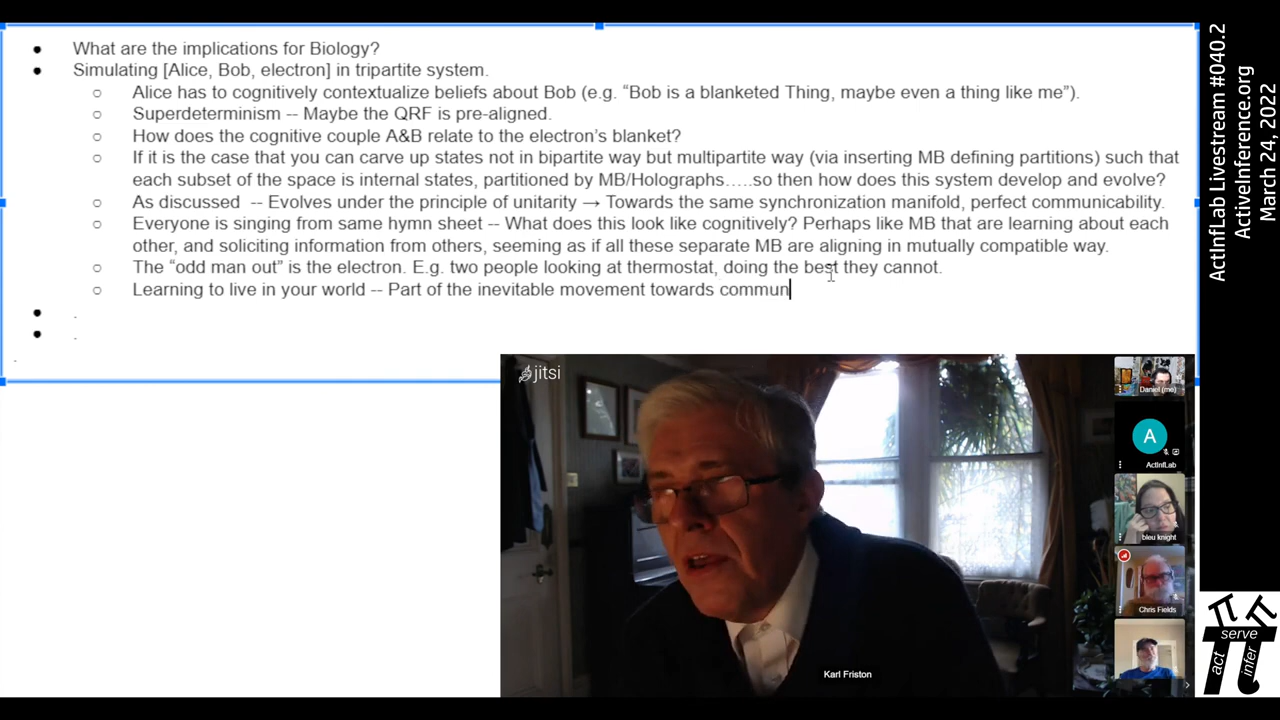 What are the implications for Biology?
Simulating [Alice, Bob, electron] in tripartite system.
Alice has to cognitively contextualize beliefs about Bob (e.g. “Bob is a blanketed Thing, maybe even a thing like me”).
Superdeterminism -- Maybe the QRF is pre-aligned.
How does the cognitive couple A&B relate to the electron’s blanket?
If it is the case that you can carve up states not in bipartite way but multipartite way (via inserting MB defining partitions) such that
each subset of the space is internal states, partitioned by MB/Holographs…..so then how does this system develop and evolve?
As discussed -- Evolves under the principle of unitarity → Towards the same synchronization manifold, perfect communicability.
Everyone is singing from same hymn sheet -- What does this look like cognitively? Perhaps like MB that are learning about each
other, and soliciting information from others, seeming as if all these separate MB are aligning in mutually compatible way.
The “odd man out” is the electron. E.g. two people looking at thermostat, doing the best they cannot.
Learning to live in your world -- Part of the inevitable movement towards commun
.
.
jitsi
Karl Friston
Daniel (me)
A
ActInfLab
bleu knight
Chris Fields
ActInfLab Livestream #040.2
ActiveInference.org
March 24, 2022
serve
act
infer